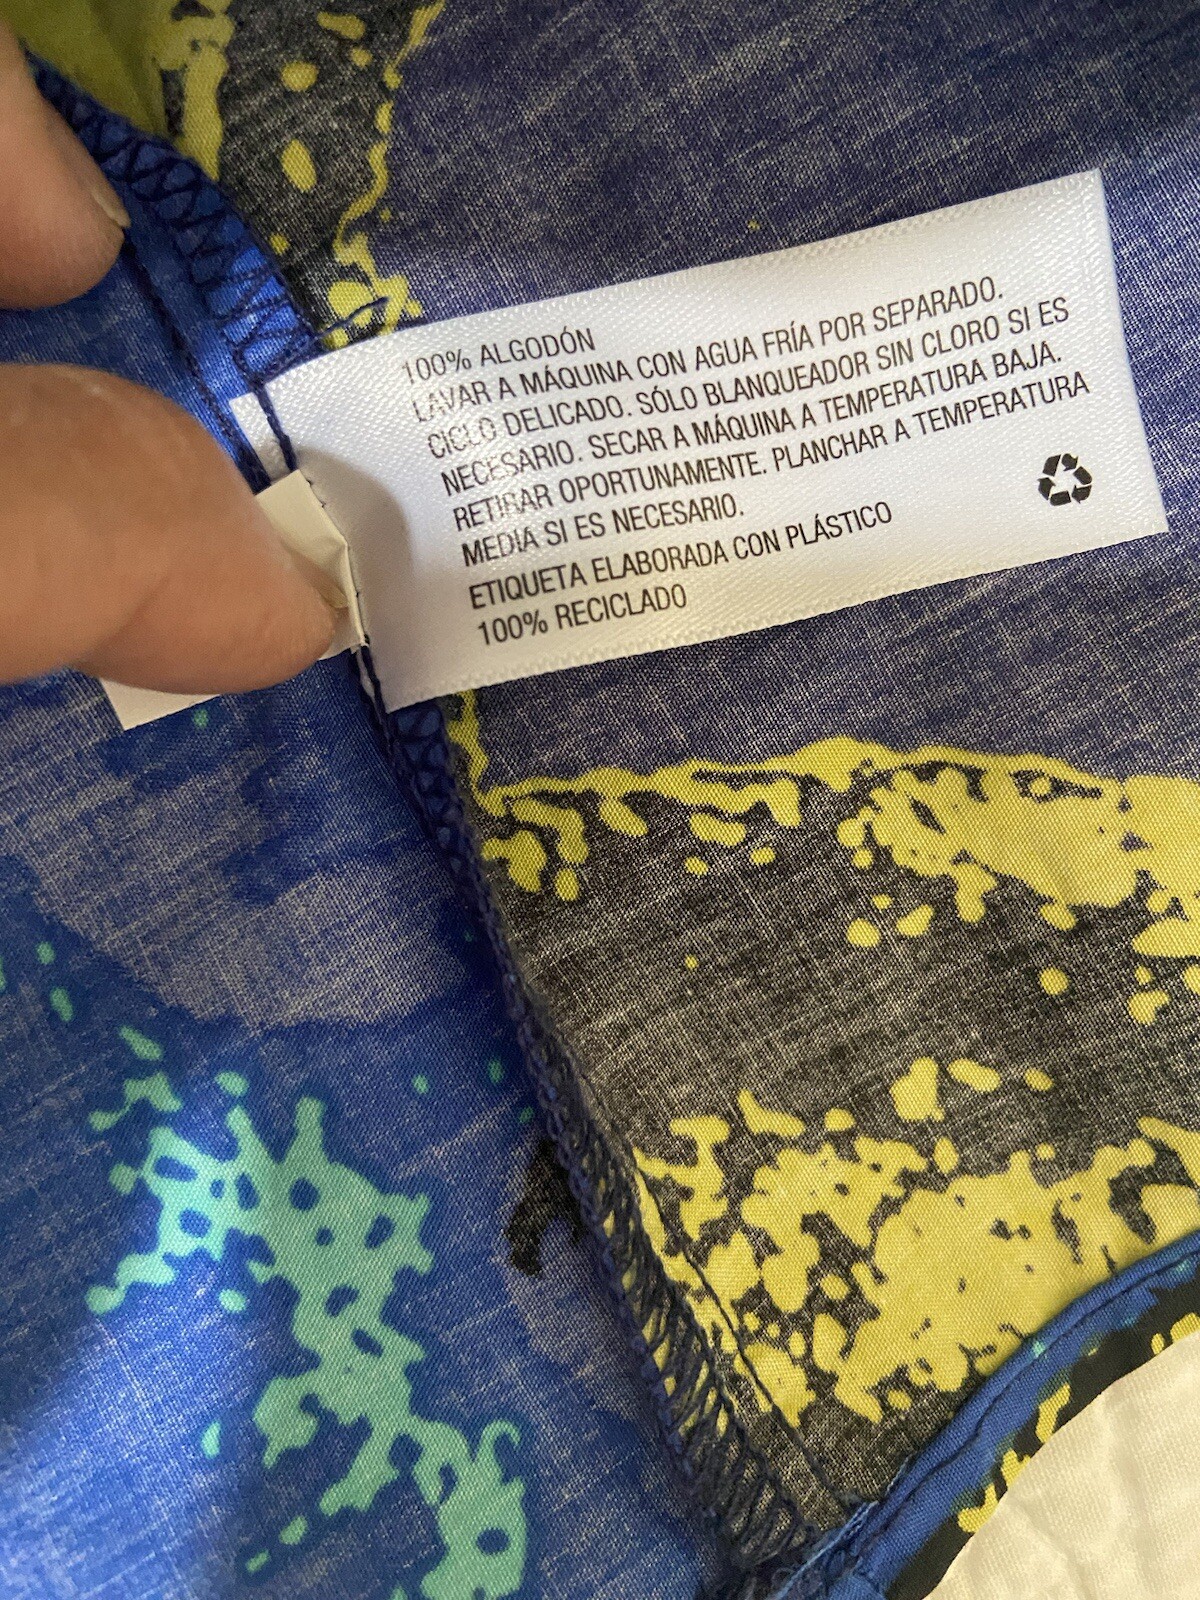 100% ALGODÓN
LAVAR A MÁQUINA CON AGUA FRÍA POR SEPARADO.
CICLO DELICADO. SÓLO BLANQUEADOR SIN CLORO SI ES
NECESARIO. SECAR A MÁQUINA A TEMPERATURA BAJA.
RETIRAR OPORTUNAMENTE. PLANCHAR A TEMPERATURA
MEDIA SI ES NECESARIO.
ETIQUETA ELABORADA CON PLÁSTICO
100% RECICLADO